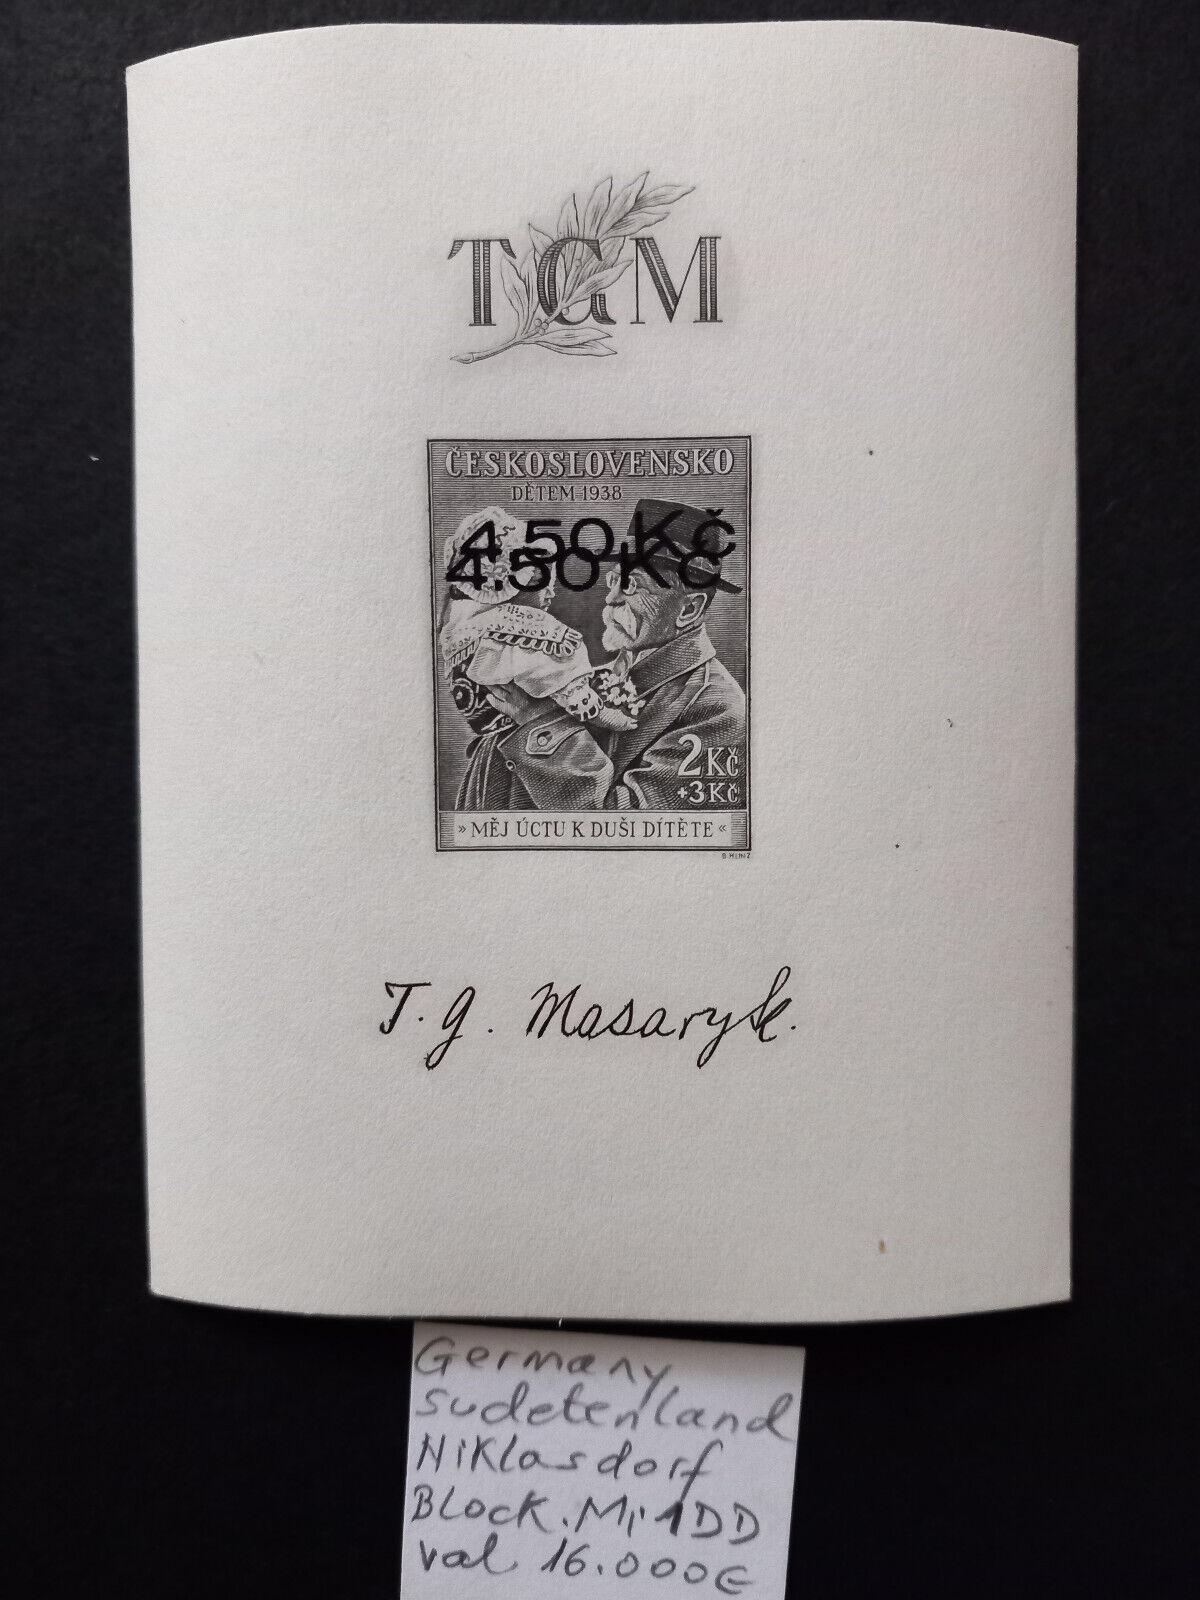 TGM
ČESKOSLOVENSKO
DĚTEM 1938
4.50 Kč
4.50 Kč
2 Kč
+3 Kč
» MĚJ ÚCTU K DUŠI DÍTĚTE «
B. HEINZ
T. G. Masaryk.
Germany
sudetenland
Niklasdorf
Block. Mi 1DD
val 16.000€